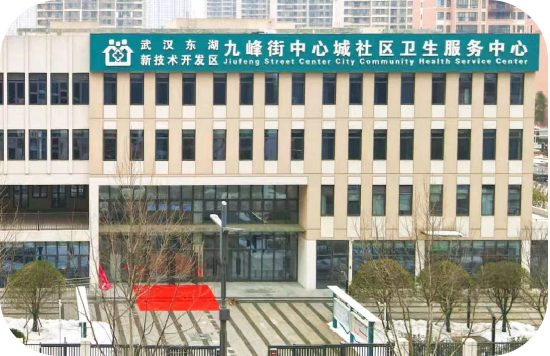 武汉东湖
新技术开发区
九峰街中心城社区卫生服务中心
Jiufeng Street Center City Community Health Service Center